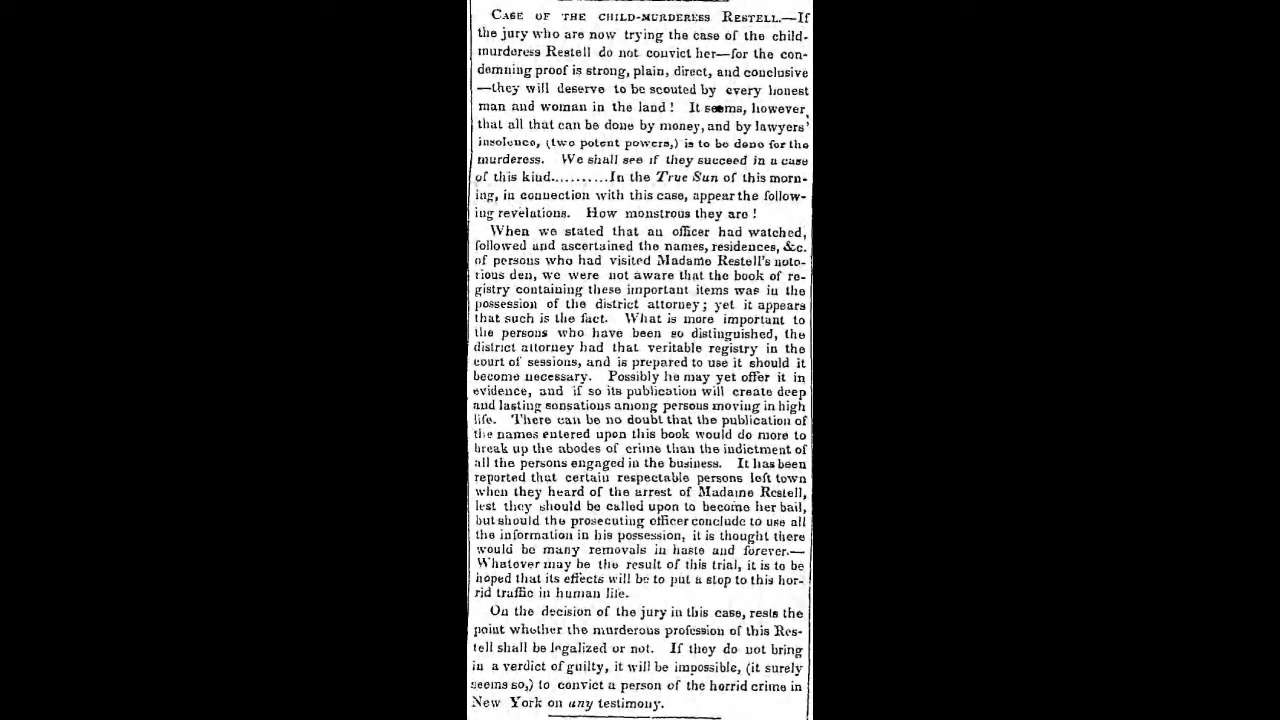 CASE OF THE CHILD-MURDERESS RESTELL.—If
the jury who are now trying the case of the child-
murderess Restell do not convict her—for the con-
demning proof is strong, plain, direct, and conclusive
—they will deserve to be scouted by every honest
man and woman in the land! It seems, however,
that all that can be done by money, and by lawyers'
insolence, (two potent powers,) is to be done for the
murderess. We shall see if they succeed in a case
of this kind..........In the True Sun of this morn-
ing, in connection with this case, appear the follow-
ing revelations. How monstrous they are!
When we stated that an officer had watched,
followed and ascertained the names, residences, &c.
of persons who had visited Madame Restell's noto-
rious den, we were not aware that the book of re-
gistry containing these important items was in the
possession of the district attorney; yet it appears
that such is the fact. What is more important to
the persons who have been so distinguished, the
district attorney had that veritable registry in the
court of sessions, and is prepared to use it should it
become necessary. Possibly he may yet offer it in
evidence, and if so its publication will create deep
and lasting sensations among persons moving in high
life. There can be no doubt that the publication of
the names entered upon this book would do more to
break up the abodes of crime than the indictment of
all the persons engaged in the business. It has been
reported that certain respectable persons left town
when they heard of the arrest of Madame Restell,
lest they should be called upon to become her bail,
but should the prosecuting officer conclude to use all
the information in his possession, it is thought there
would be many removals in haste and forever.—
Whatever may be the result of this trial, it is to be
hoped that its effects will be to put a stop to this hor-
rid traffic in human life.
On the decision of the jury in this case, rests the
point whether the murderous profession of this Res-
tell shall be legalized or not. If they do not bring
in a verdict of guilty, it will be impossible, (it surely
seems so,) to convict a person of the horrid crime in
New York on any testimony.